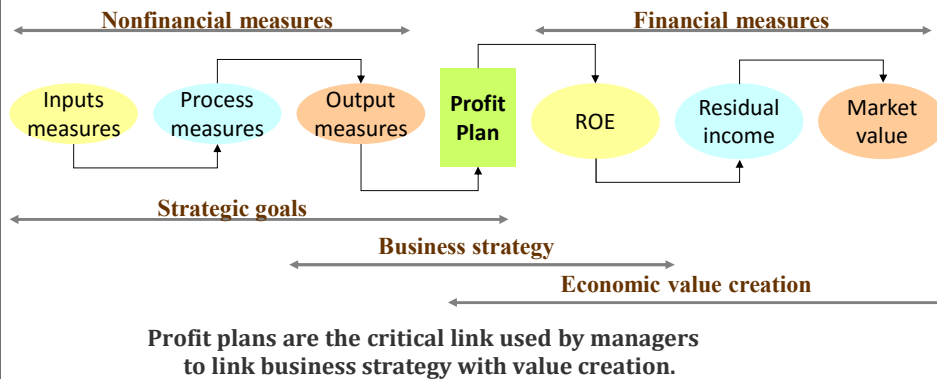 Nonfinancial measures
Financial measures
Inputs
measures
Process
measures
Output
measures
Profit
Plan
ROE
Residual
income
Market
value
Strategic goals
Business strategy
Economic value creation
Profit plans are the critical link used by managers
to link business strategy with value creation.